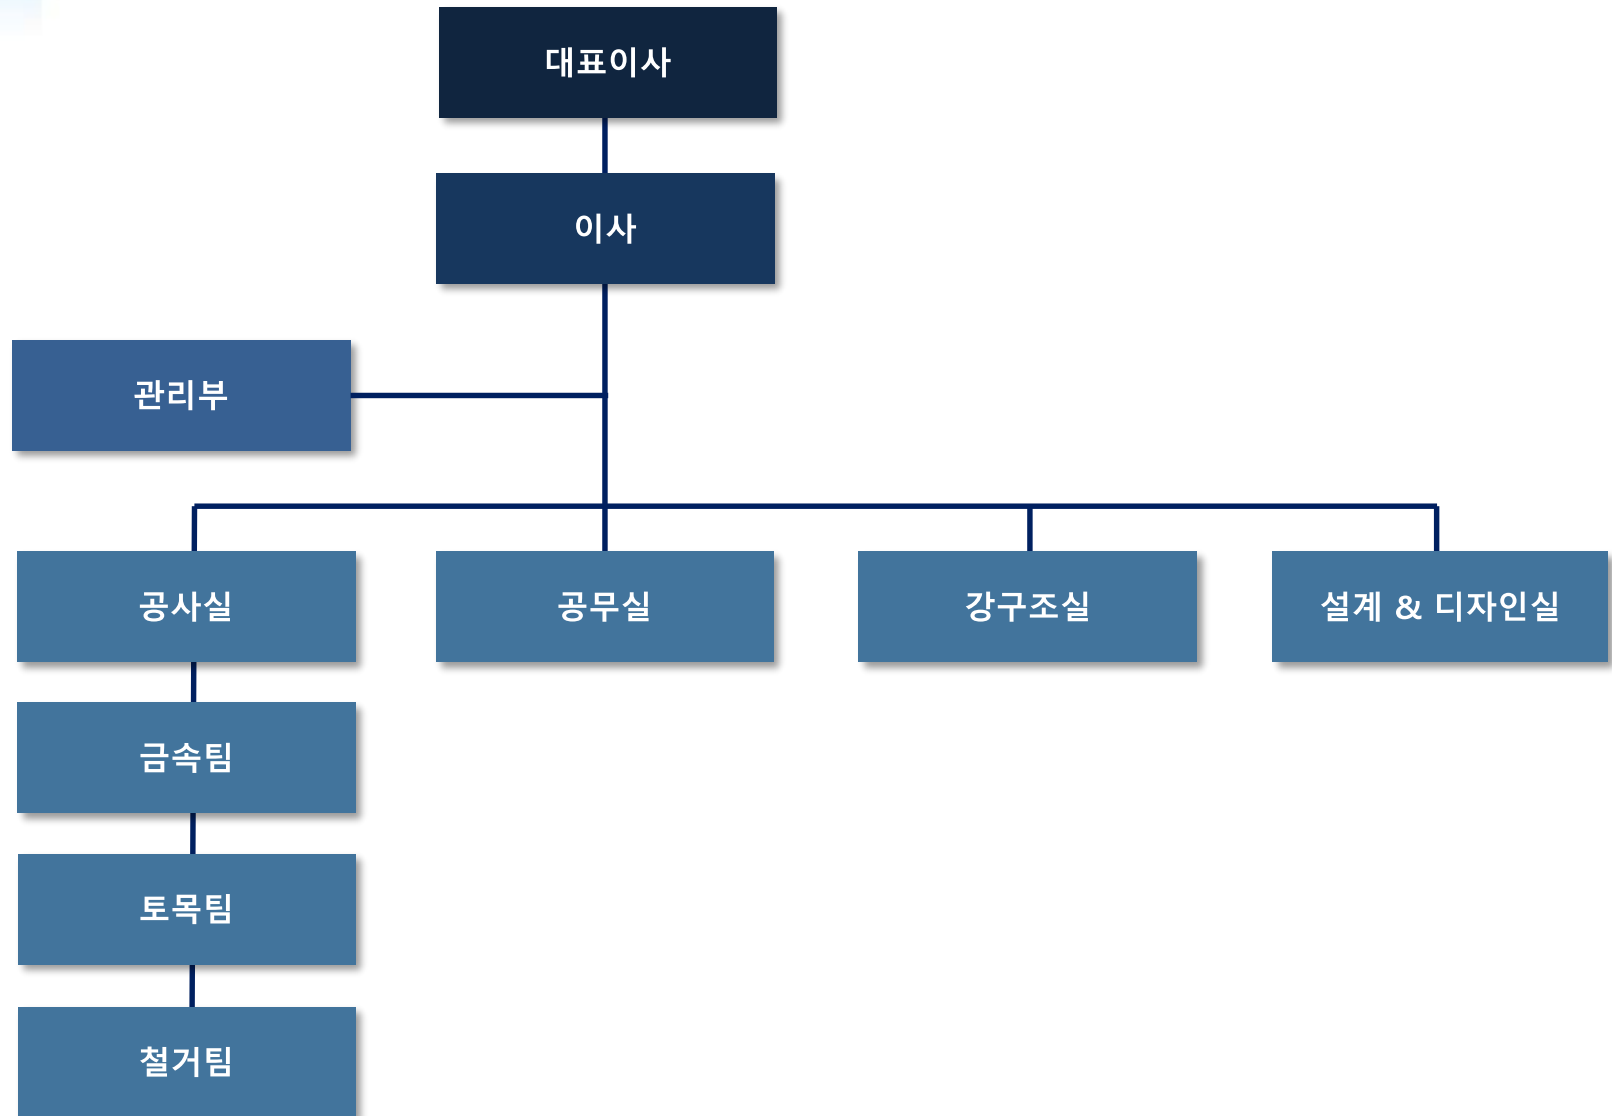 대표이사
이사
관리부
공사실
공무실
강구조실
설계 & 디자인실
금속팀
토목팀
철거팀